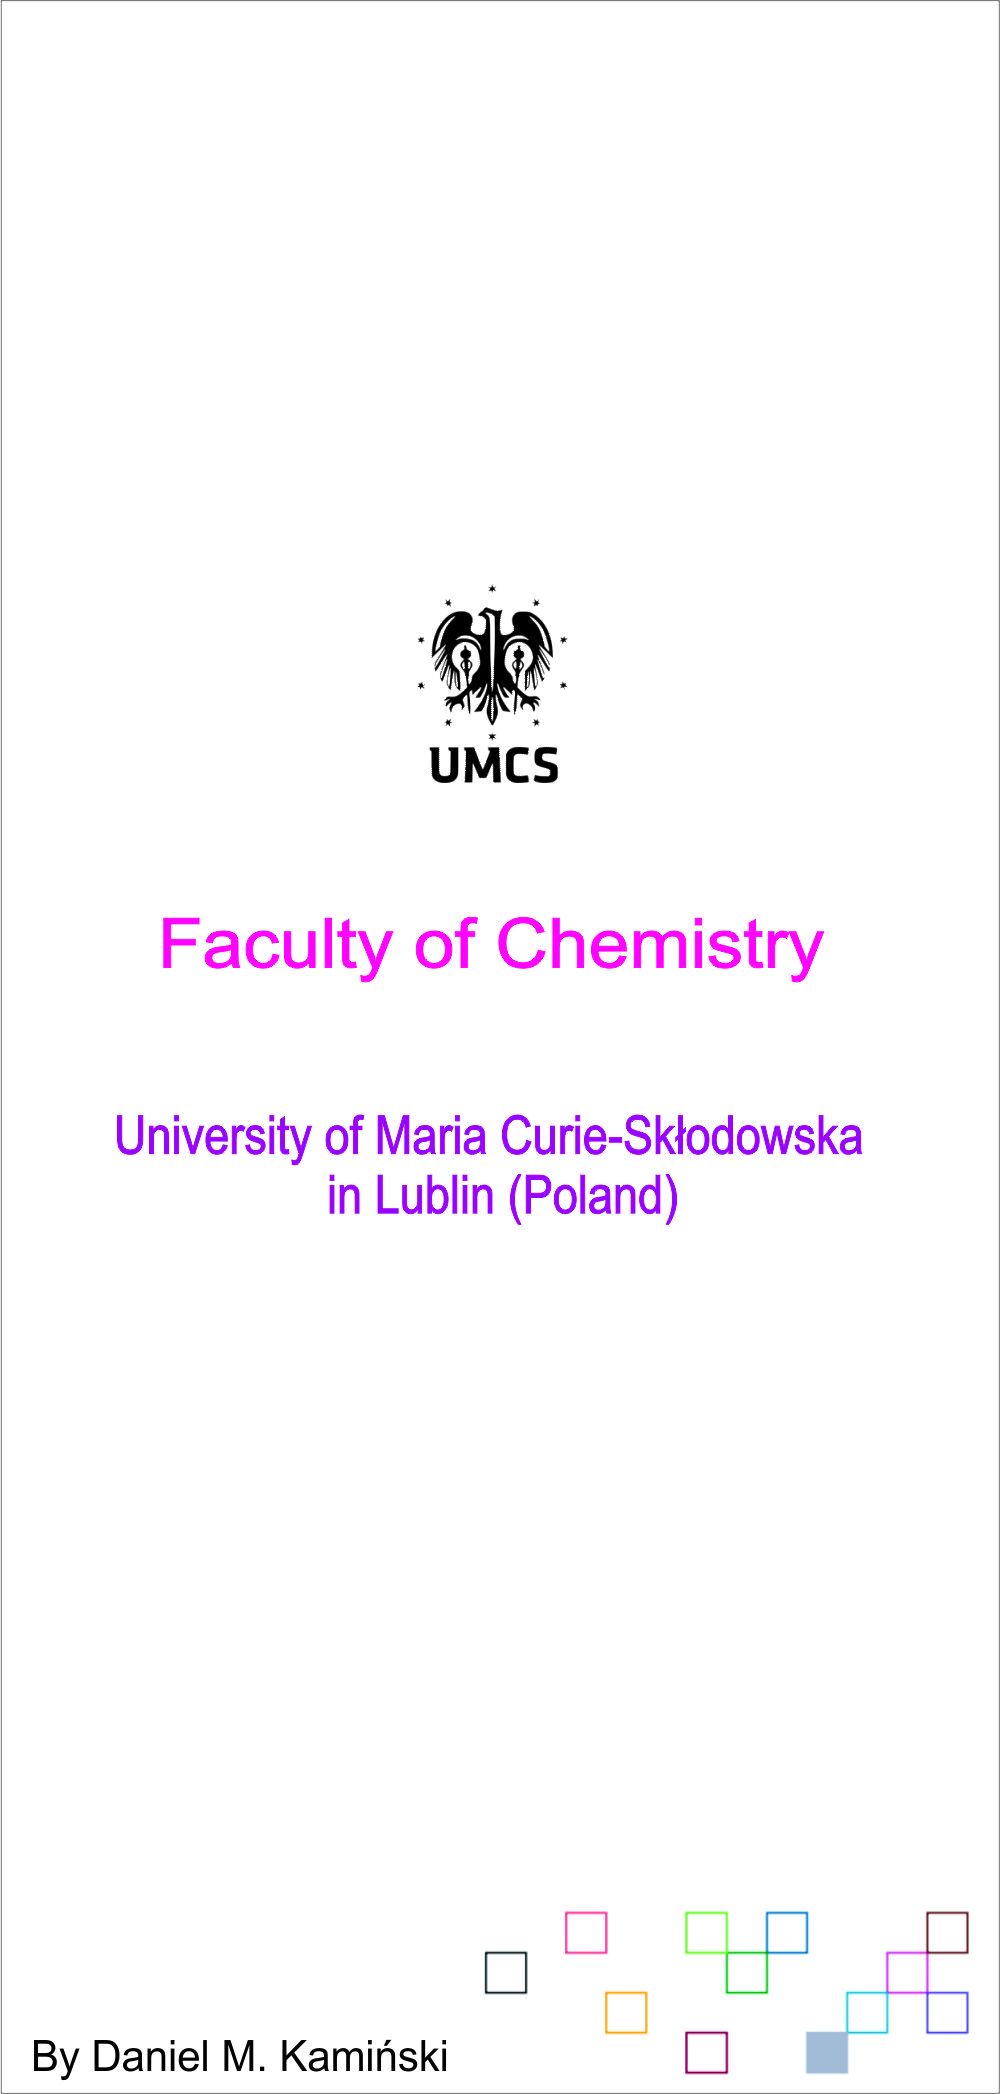 UMCS
Faculty of Chemistry
University of Maria Curie-Skłodowska
in Lublin (Poland)
By Daniel M. Kamiński